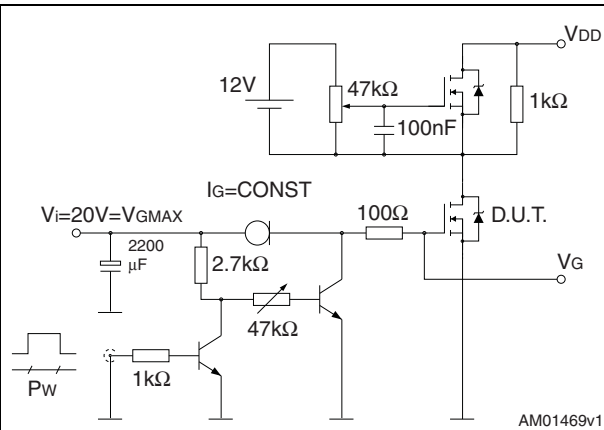 VDD
12V
47kΩ
1kΩ
100nF
IG=CONST
Vi=20V=VGMAX
100Ω
D.U.T.
2200
μF
2.7kΩ
VG
47kΩ
1kΩ
PW
AM01469v1